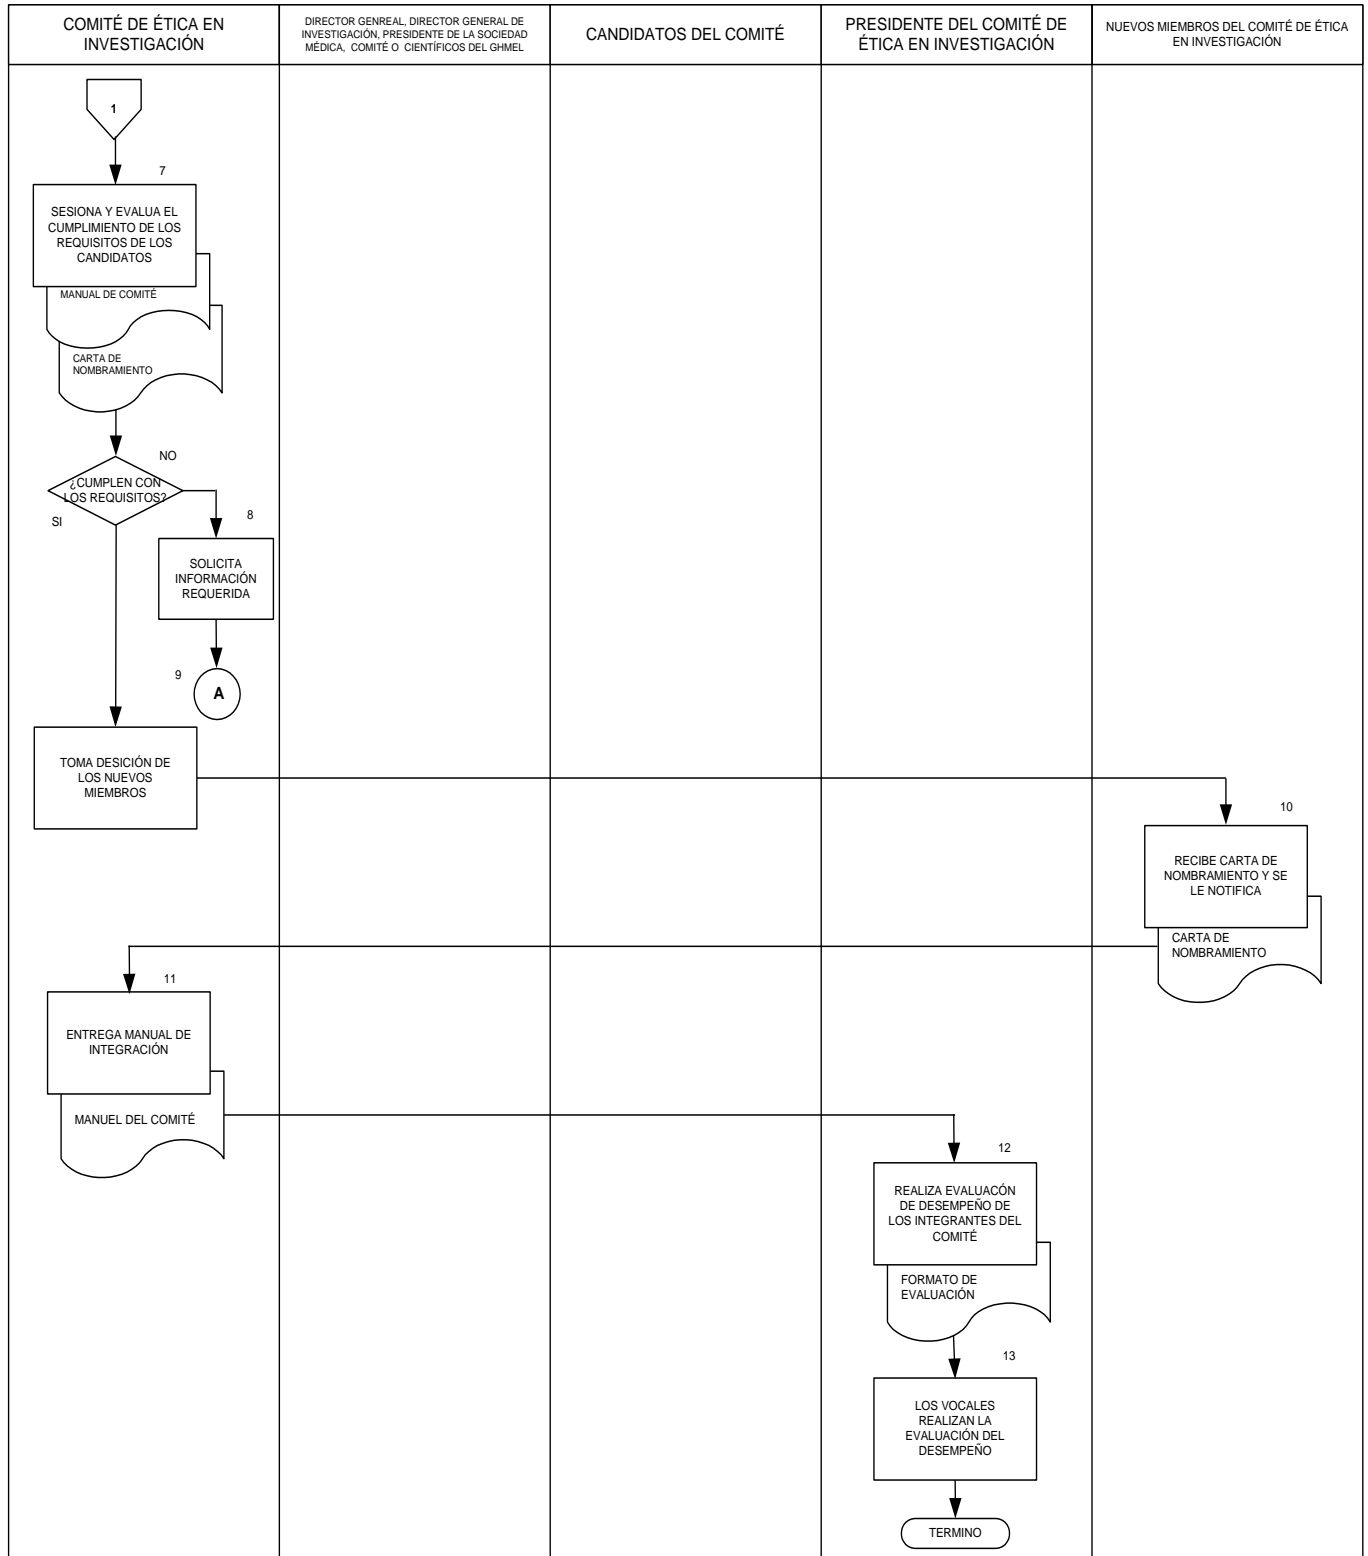 COMITÉ DE ÉTICA EN
INVESTIGACIÓN
DIRECTOR GENREAL, DIRECTOR GENERAL DE
INVESTIGACIÓN, PRESIDENTE DE LA SOCIEDAD
MÉDICA, COMITÉ O CIENTÍFICOS DEL GHMEL
CANDIDATOS DEL COMITÉ
PRESIDENTE DEL COMITÉ DE
ÉTICA EN INVESTIGACIÓN
NUEVOS MIEMBROS DEL COMITÉ DE ÉTICA
EN INVESTIGACIÓN
1
7
SESIONA Y EVALUA EL
CUMPLIMIENTO DE LOS
REQUISITOS DE LOS
CANDIDATOS
MANUAL DE COMITÉ
CARTA DE
NOMBRAMIENTO
NO
¿CUMPLEN CON
LOS REQUISITOS?
SI
8
SOLICITA
INFORMACIÓN
REQUERIDA
9
A
TOMA DESICIÓN DE
LOS NUEVOS
MIEMBROS
10
RECIBE CARTA DE
NOMBRAMIENTO Y SE
LE NOTIFICA
CARTA DE
NOMBRAMIENTO
11
ENTREGA MANUAL DE
INTEGRACIÓN
MANUEL DEL COMITÉ
12
REALIZA EVALUACÓN
DE DESEMPEÑO DE
LOS INTEGRANTES DEL
COMITÉ
FORMATO DE
EVALUACIÓN
13
LOS VOCALES
REALIZAN LA
EVALUACIÓN DEL
DESEMPEÑO
TERMINO